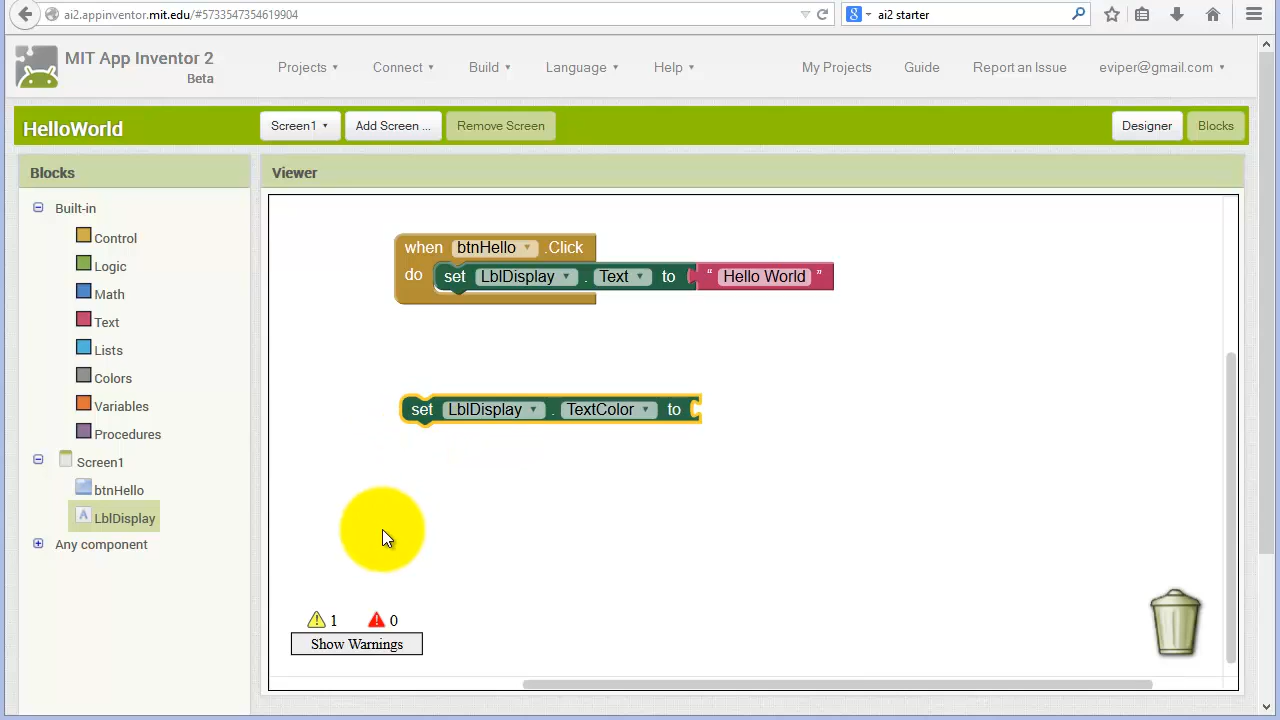 ai2.appinventor.mit.edu/#5733547354619904
8
ai2 starter
MIT App Inventor 2
Beta
Projects
Connect
Build
Language
Help
My Projects
Guide
Report an Issue
eviper@gmail.com
HelloWorld
Screen1
Add Screen ...
Remove Screen
Designer
Blocks
Blocks
Viewer
Built-in
Control
Logic
Math
Text
Lists
Colors
Variables
Procedures
Screen1
btnHello
A LblDisplay
Any component
when btnHello .Click
do set LblDisplay . Text to “ Hello World ”
set LblDisplay . TextColor to
1 0
Show Warnings